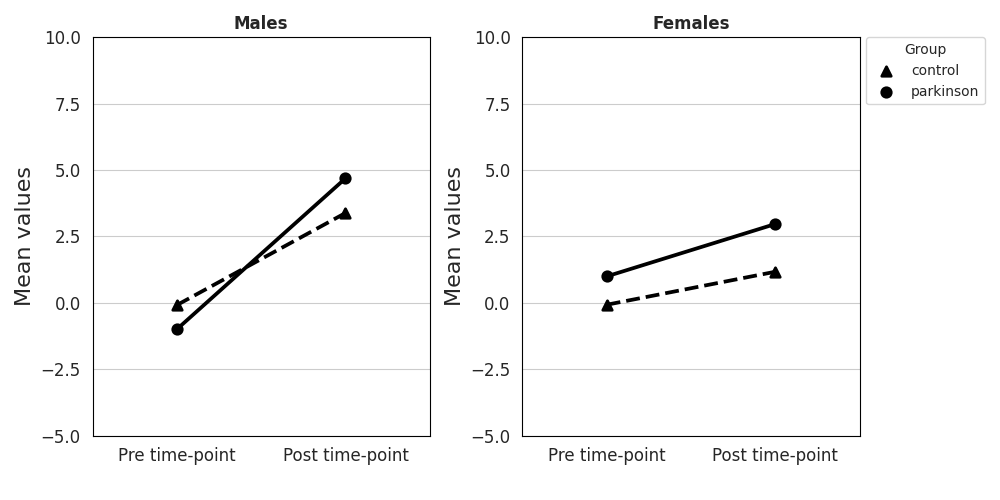 Males
Females
10.0
7.5
5.0
2.5
0.0
−2.5
−5.0
Mean values
Pre time-point
Post time-point
10.0
7.5
5.0
2.5
0.0
−2.5
−5.0
Mean values
Pre time-point
Post time-point
Group
control
parkinson